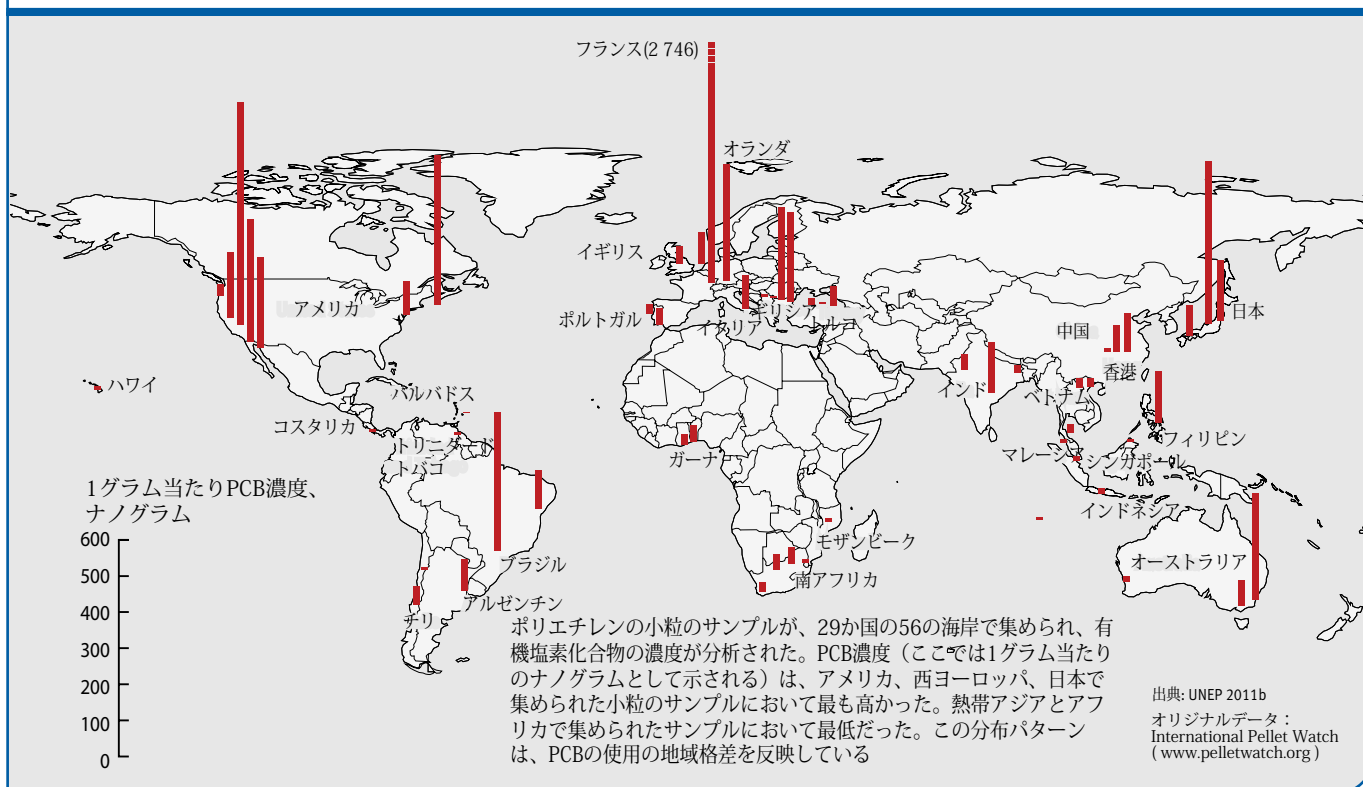 フランス(2 746)
オランダ
イギリス
アメリカ
ポルトガル
イタリア
ギリシア
トルコ
中国
日本
香港
ハワイ
バルバドス
コスタリカ
トリニダード
トバコ
ガーナ
インド
ベトナム
マレーシア
シンガポール
フィリピン
インドネシア
モザンビーク
南アフリカ
オーストラリア
ブラジル
アルゼンチン
チリ
1グラム当たりPCB濃度、
ナノグラム
600
500
400
300
200
100
0
ポリエチレンの小粒のサンプルが、29か国の56の海岸で集められ、有
機塩素化合物の濃度が分析された。PCB濃度（ここでは1グラム当たり
のナノグラムとして示される）は、アメリカ、西ヨーロッパ、日本で
集められた小粒のサンプルにおいて最も高かった。熱帯アジアとアフ
リカで集められたサンプルにおいて最低だった。この分布パターン
は、PCBの使用の地域格差を反映している
出典: UNEP 2011b
オリジナルデータ：
International Pellet Watch
( www.pelletwatch.org )